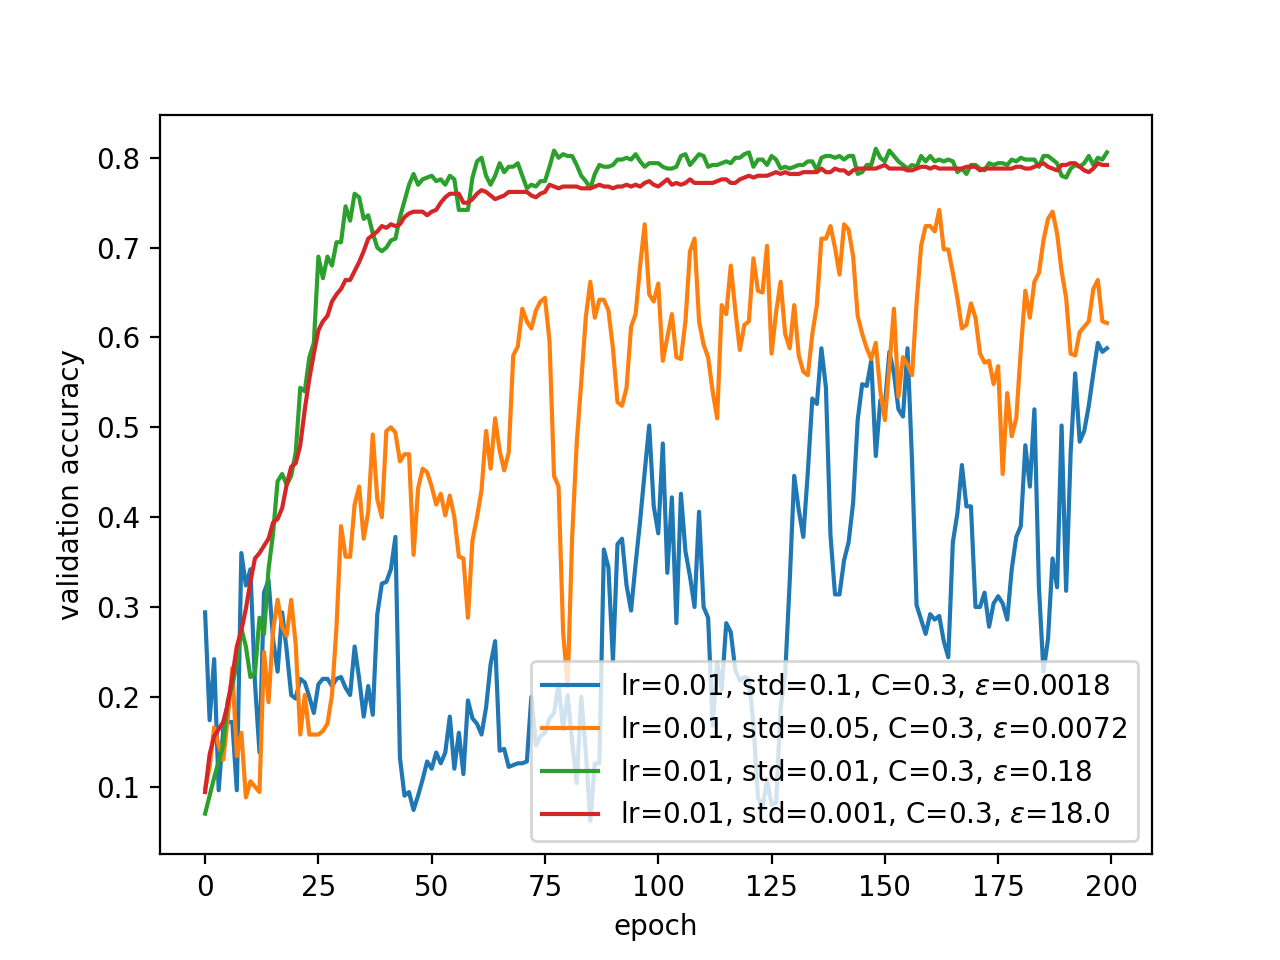 validation accuracy
0.8
0.7
0.6
0.5
0.4
0.3
0.2
0.1
lr=0.01, std=0.1, C=0.3, ε=0.0018
lr=0.01, std=0.05, C=0.3, ε=0.0072
lr=0.01, std=0.01, C=0.3, ε=0.18
lr=0.01, std=0.001, C=0.3, ε=18.0
0 25 50 75 100 125 150 175 200
epoch